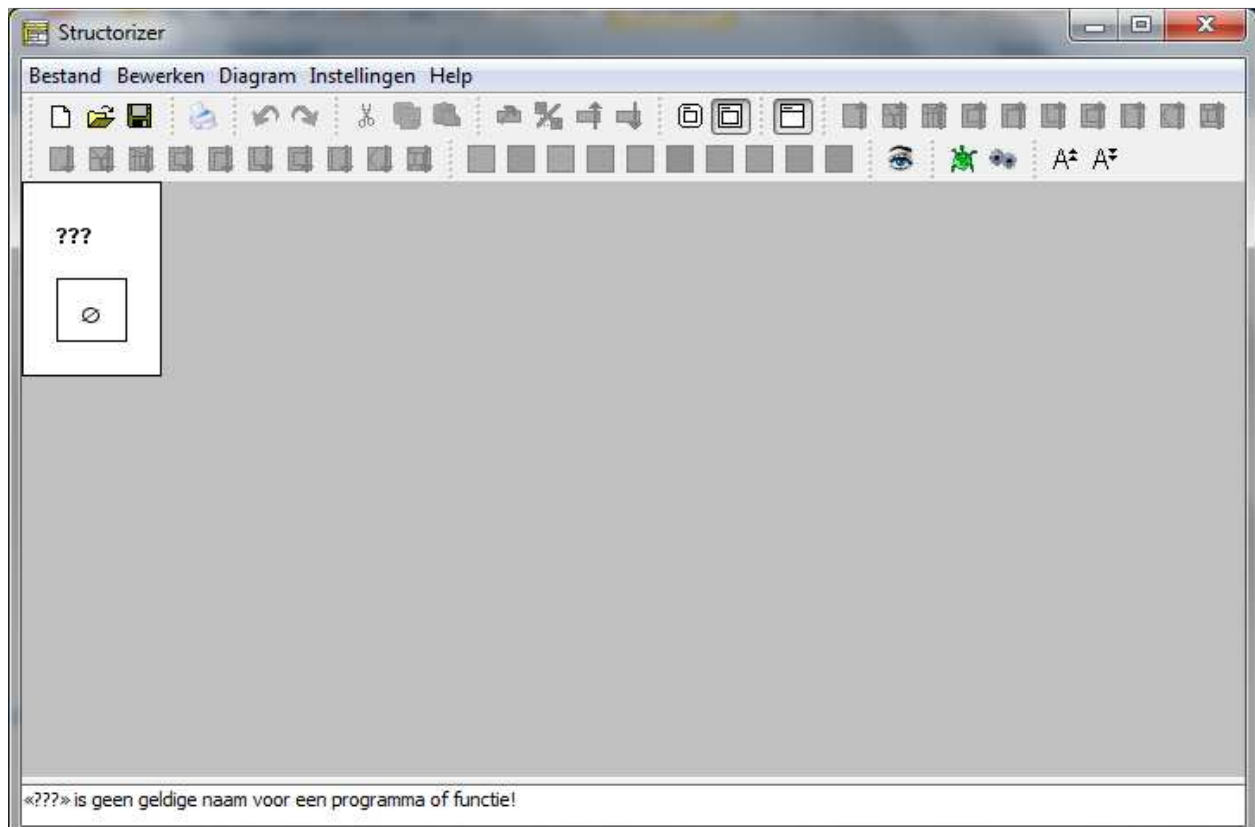 Structorizer
Bestand Bewerken Diagram Instellingen Help
A A
???
∅
«???» is geen geldige naam voor een programma of functie!